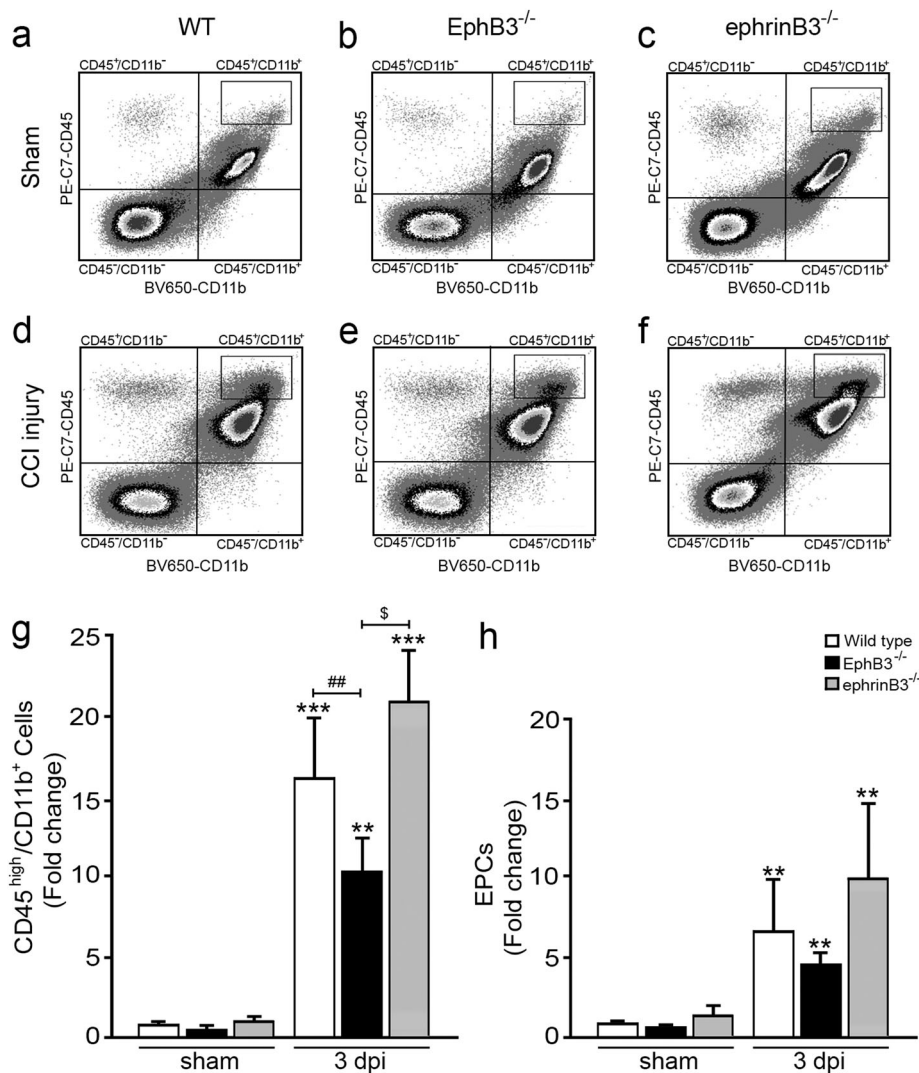 a WT
b EphB3⁻/⁻
c ephrinB3⁻/⁻
Sham
CD45⁺/CD11b⁻ CD45⁺/CD11b⁺
PE-C7-CD45
CD45⁻/CD11b⁻ CD45⁻/CD11b⁺
BV650-CD11b
CD45⁺/CD11b⁻ CD45⁺/CD11b⁺
PE-C7-CD45
CD45⁻/CD11b⁻ CD45⁻/CD11b⁺
BV650-CD11b
CD45⁺/CD11b⁻ CD45⁺/CD11b⁺
PE-C7-CD45
CD45⁻/CD11b⁻ CD45⁻/CD11b⁺
BV650-CD11b
CCI injury
d
CD45⁺/CD11b⁻ CD45⁺/CD11b⁺
PE-C7-CD45
CD45⁻/CD11b⁻ CD45⁻/CD11b⁺
BV650-CD11b
e
CD45⁺/CD11b⁻ CD45⁺/CD11b⁺
PE-C7-CD45
CD45⁻/CD11b⁻ CD45⁻/CD11b⁺
BV650-CD11b
f
CD45⁺/CD11b⁻ CD45⁺/CD11b⁺
PE-C7-CD45
CD45⁻/CD11b⁻ CD45⁻/CD11b⁺
BV650-CD11b
g
CD45ʰⁱᵍʰ/CD11b⁺ Cells
(Fold change)
25
20
15
10
5
0
$
##
***
**
***
sham 3 dpi
h
Wild type
EphB3⁻/⁻
ephrinB3⁻/⁻
EPCs
(Fold change)
20
15
10
5
0
**
**
**
sham 3 dpi